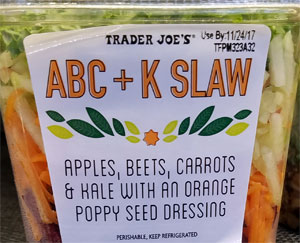 TRADER JOE'S®
Use By: 11/24/17
TFPM323A32
ABC + K SLAW
APPLES, BEETS, CARROTS
& KALE WITH AN ORANGE
POPPY SEED DRESSING
PERISHABLE, KEEP REFRIGERATED